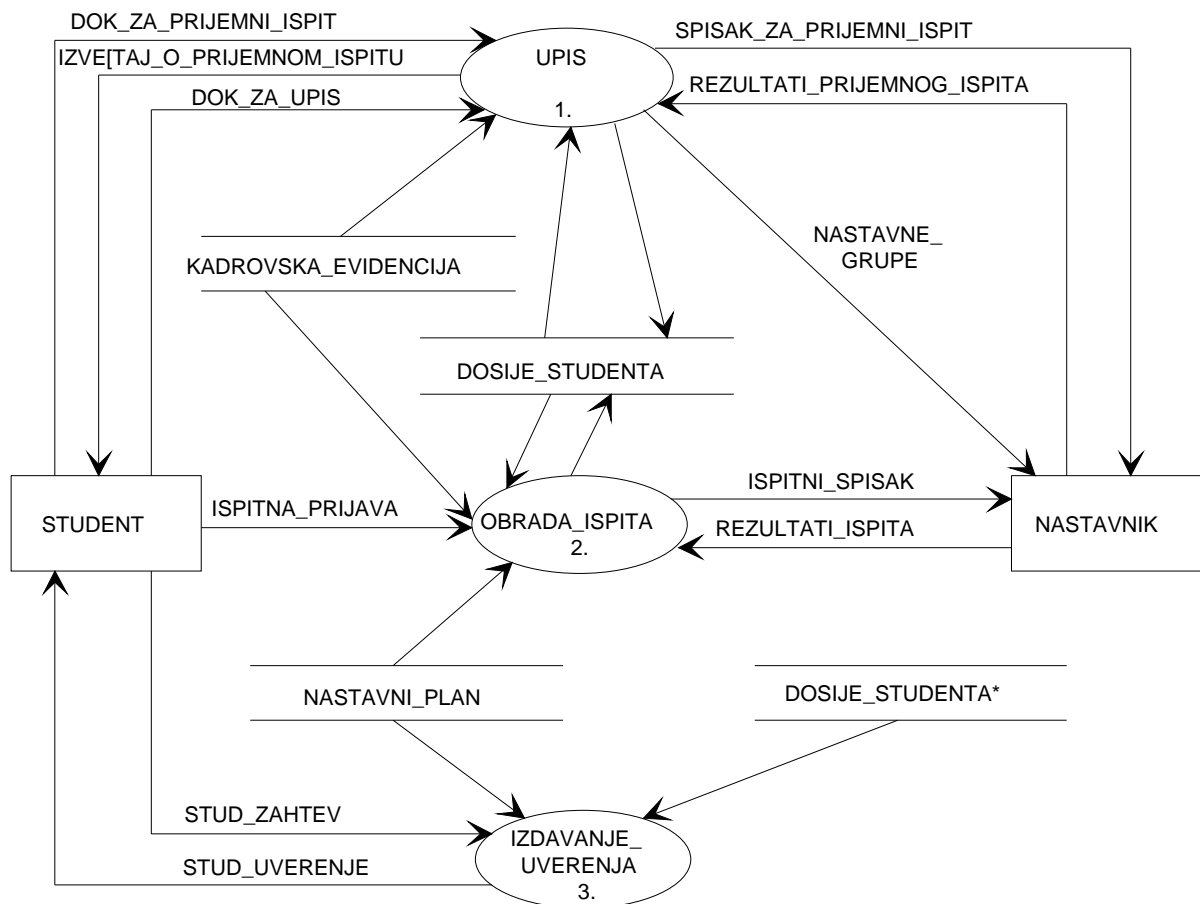 DOK_ZA_PRIJEMNI_ISPIT
SPISAK_ZA_PRIJEMNI_ISPIT
IZVE[TAJ_O_PRIJEMNOM_ISPITU
UPIS
REZULTATI_PRIJEMNOG_ISPITA
DOK_ZA_UPIS
1.
NASTAVNE_
GRUPE
KADROVSKA_EVIDENCIJA
DOSIJE_STUDENTA
ISPITNI_SPISAK
STUDENT
ISPITNA_PRIJAVA
OBRADA_ISPITA
2.
REZULTATI_ISPITA
NASTAVNIK
NASTAVNI_PLAN
DOSIJE_STUDENTA*
STUD_ZAHTEV
IZDAVANJE_
UVERENJA
3.
STUD_UVERENJE